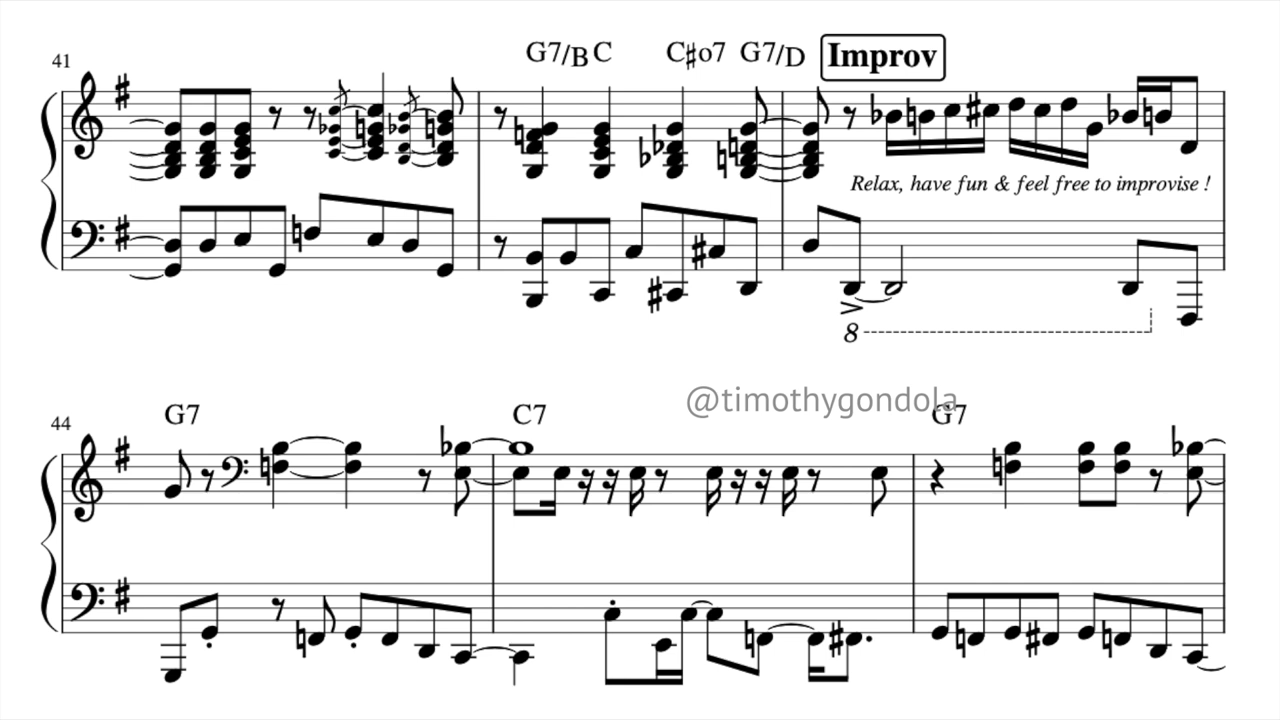 41
G7/B C C♯o7 G7/D Improv
Relax, have fun & feel free to improvise !
8
@timothygondola
44
G7 C7 G7